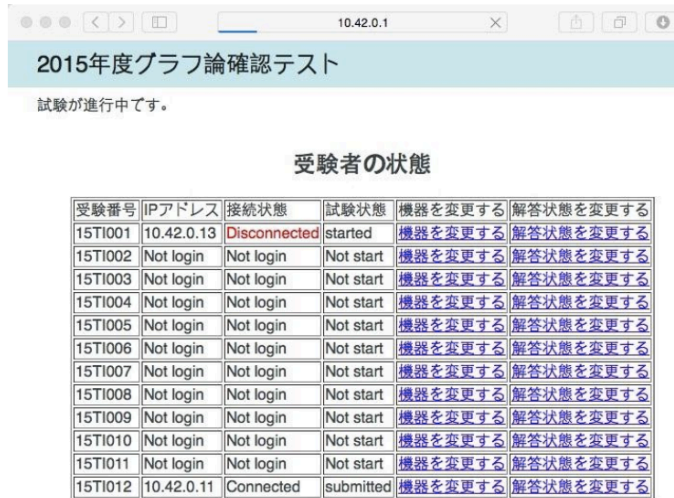 10.42.0.1
2015年度グラフ論確認テスト
試験が進行中です。
受験者の状態
受験番号 IPアドレス 接続状態 試験状態 機器を変更する 解答状態を変更する
15TI001 10.42.0.13 Disconnected started 機器を変更する 解答状態を変更する
15TI002 Not login Not login Not start 機器を変更する 解答状態を変更する
15TI003 Not login Not login Not start 機器を変更する 解答状態を変更する
15TI004 Not login Not login Not start 機器を変更する 解答状態を変更する
15TI005 Not login Not login Not start 機器を変更する 解答状態を変更する
15TI006 Not login Not login Not start 機器を変更する 解答状態を変更する
15TI007 Not login Not login Not start 機器を変更する 解答状態を変更する
15TI008 Not login Not login Not start 機器を変更する 解答状態を変更する
15TI009 Not login Not login Not start 機器を変更する 解答状態を変更する
15TI010 Not login Not login Not start 機器を変更する 解答状態を変更する
15TI011 Not login Not login Not start 機器を変更する 解答状態を変更する
15TI012 10.42.0.11 Connected submitted 機器を変更する 解答状態を変更する